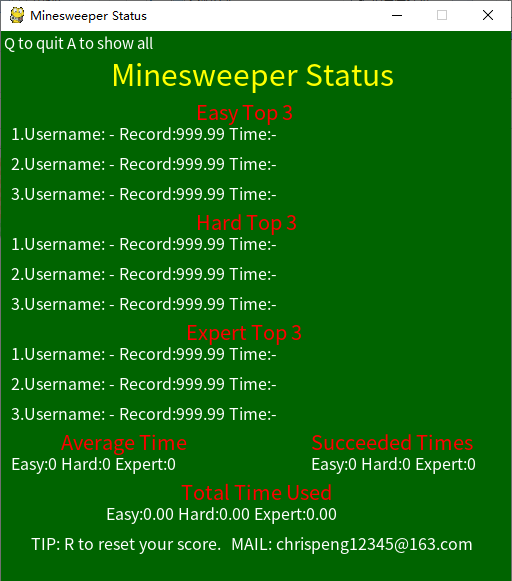 Minesweeper Status
Q to quit A to show all
Minesweeper Status
Easy Top 3
1.Username: - Record:999.99 Time:-
2.Username: - Record:999.99 Time:-
3.Username: - Record:999.99 Time:-
Hard Top 3
1.Username: - Record:999.99 Time:-
2.Username: - Record:999.99 Time:-
3.Username: - Record:999.99 Time:-
Expert Top 3
1.Username: - Record:999.99 Time:-
2.Username: - Record:999.99 Time:-
3.Username: - Record:999.99 Time:-
Average Time Succeeded Times
Easy:0 Hard:0 Expert:0 Easy:0 Hard:0 Expert:0
Total Time Used
Easy:0.00 Hard:0.00 Expert:0.00
TIP: R to reset your score. MAIL: chrispeng12345@163.com